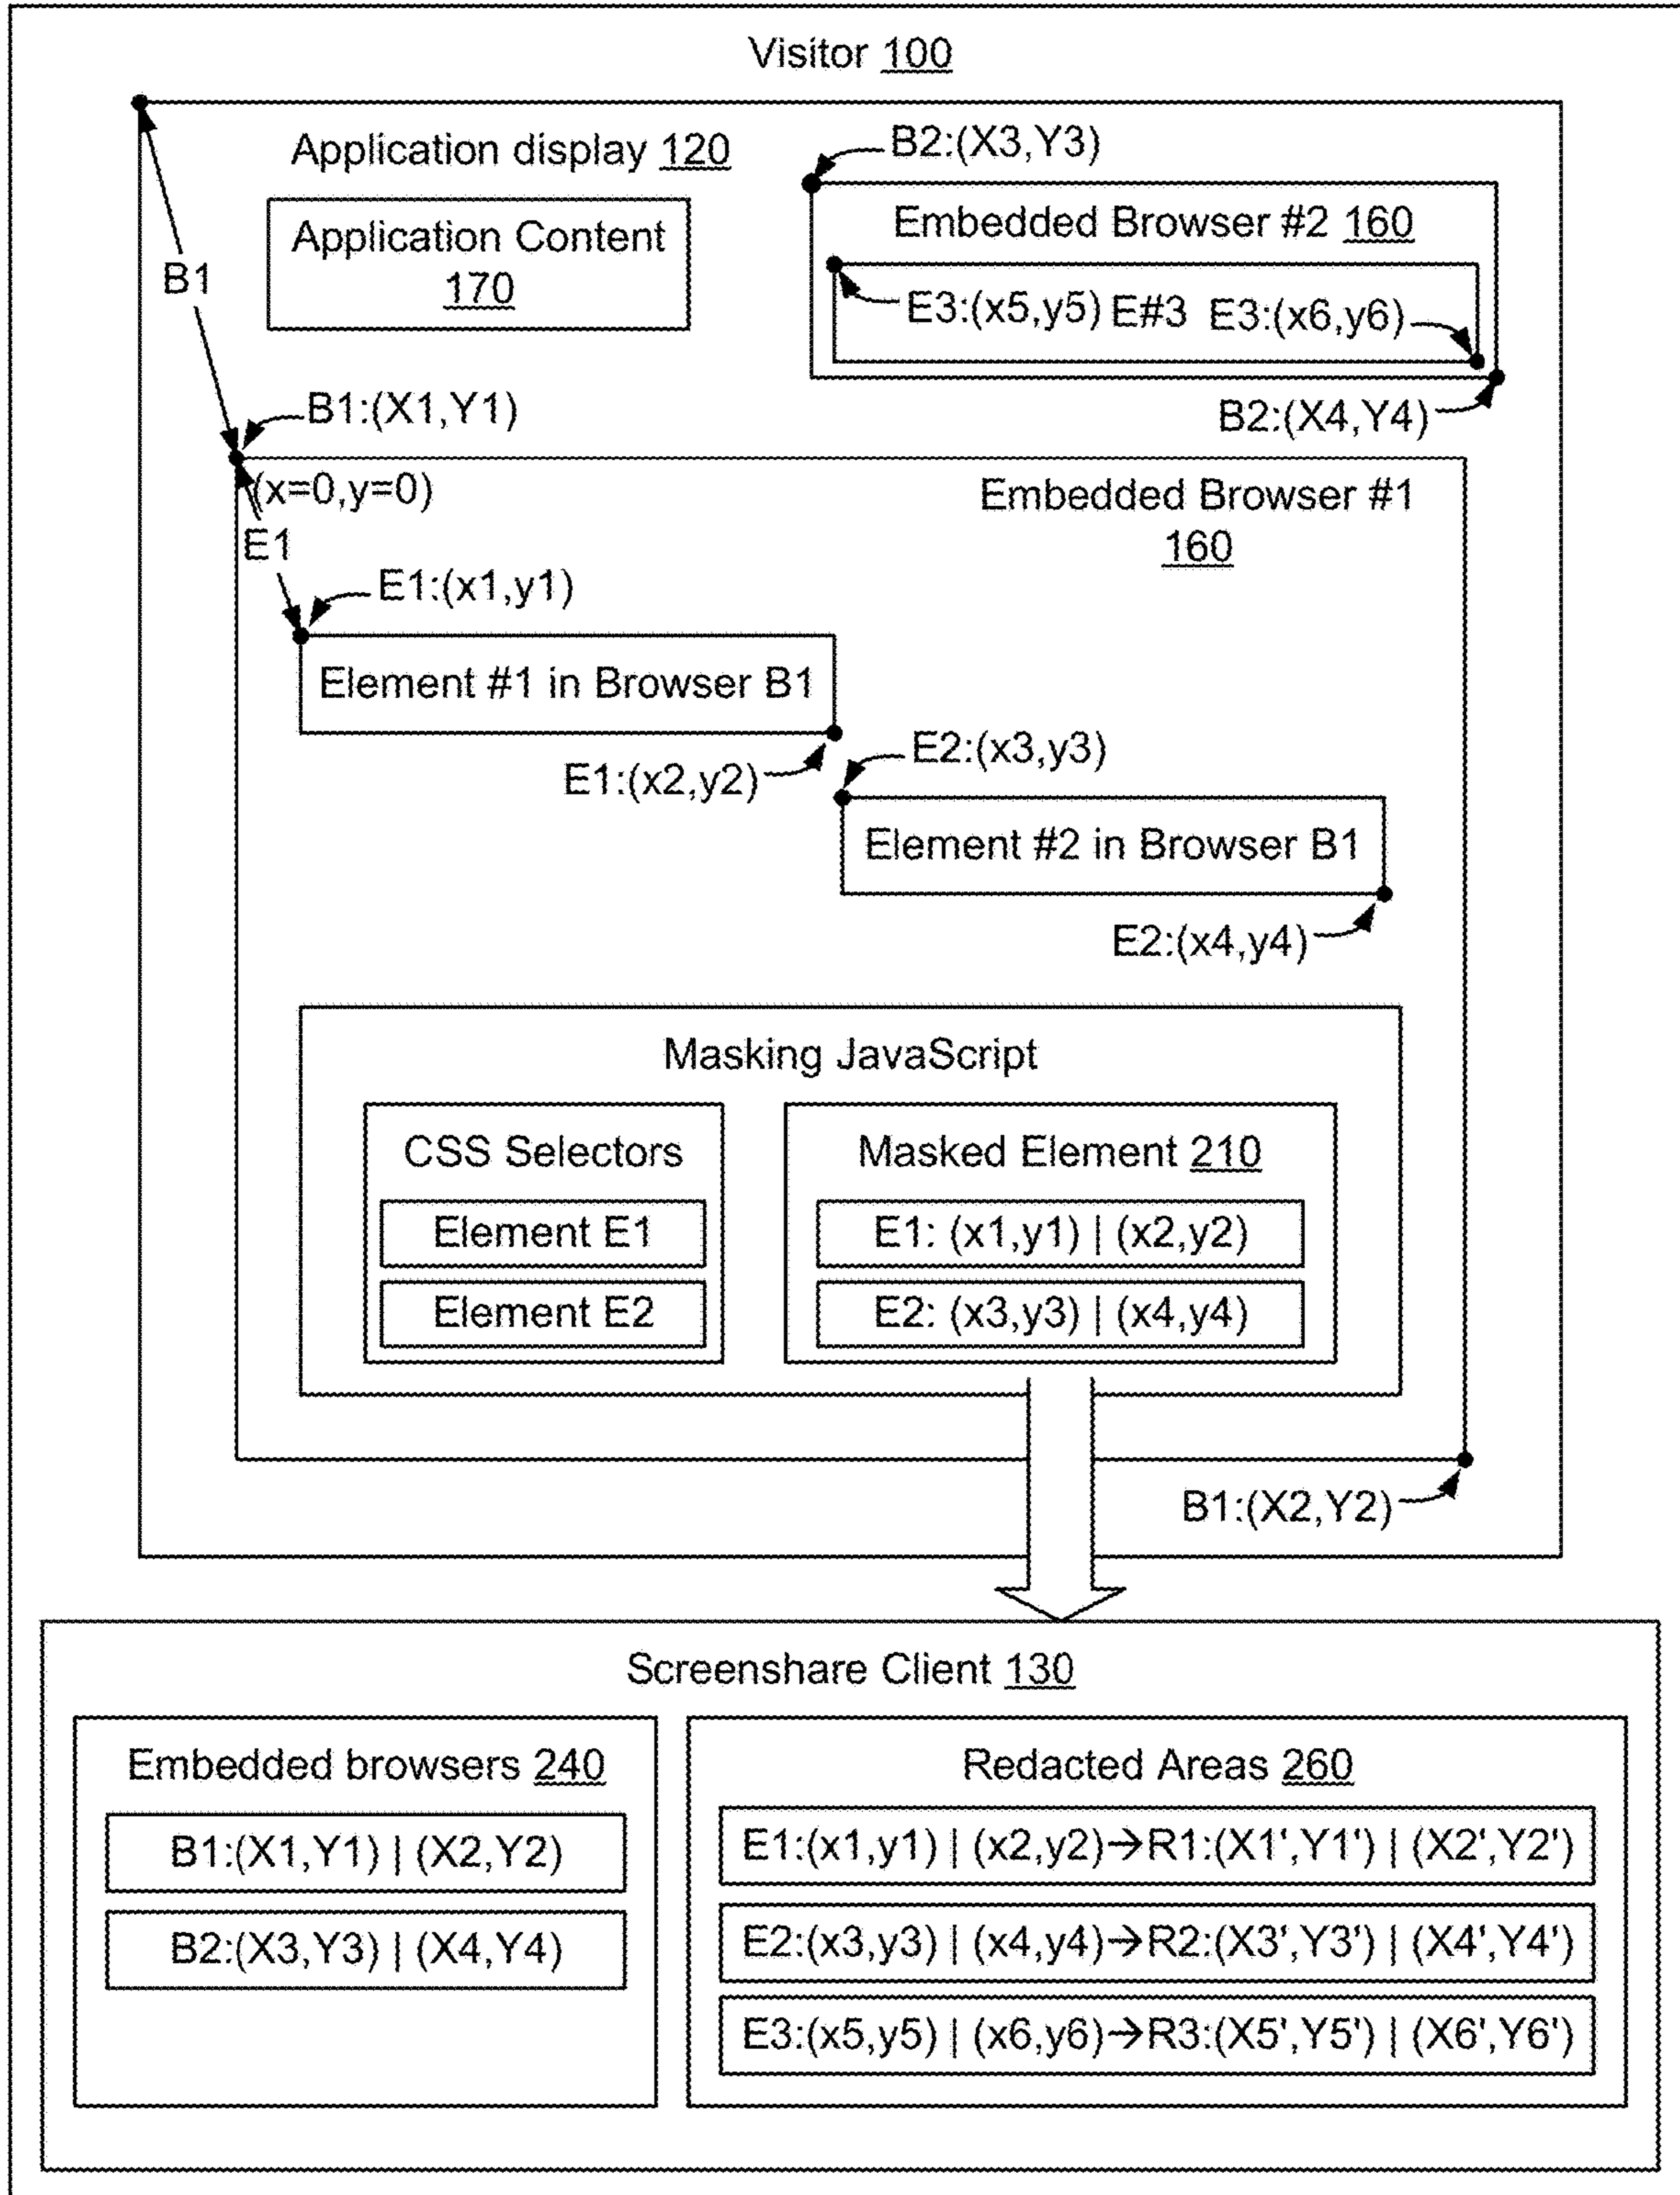 Visitor 100
Application display 120
Application Content
170
B2:(X3,Y3)
Embedded Browser #2 160
E3:(x5,y5) E#3 E3:(x6,y6)
B2:(X4,Y4)
B1
B1:(X1,Y1)
(x=0,y=0)
Embedded Browser #1
160
E1
E1:(x1,y1)
Element #1 in Browser B1
E1:(x2,y2)
E2:(x3,y3)
Element #2 in Browser B1
E2:(x4,y4)
Masking JavaScript
CSS Selectors
Element E1
Element E2
Masked Element 210
E1: (x1,y1) | (x2,y2)
E2: (x3,y3) | (x4,y4)
B1:(X2,Y2)
Screenshare Client 130
Embedded browsers 240
B1:(X1,Y1) | (X2,Y2)
B2:(X3,Y3) | (X4,Y4)
Redacted Areas 260
E1:(x1,y1) | (x2,y2)→R1:(X1',Y1') | (X2',Y2')
E2:(x3,y3) | (x4,y4)→R2:(X3',Y3') | (X4',Y4')
E3:(x5,y5) | (x6,y6)→R3:(X5',Y5') | (X6',Y6')